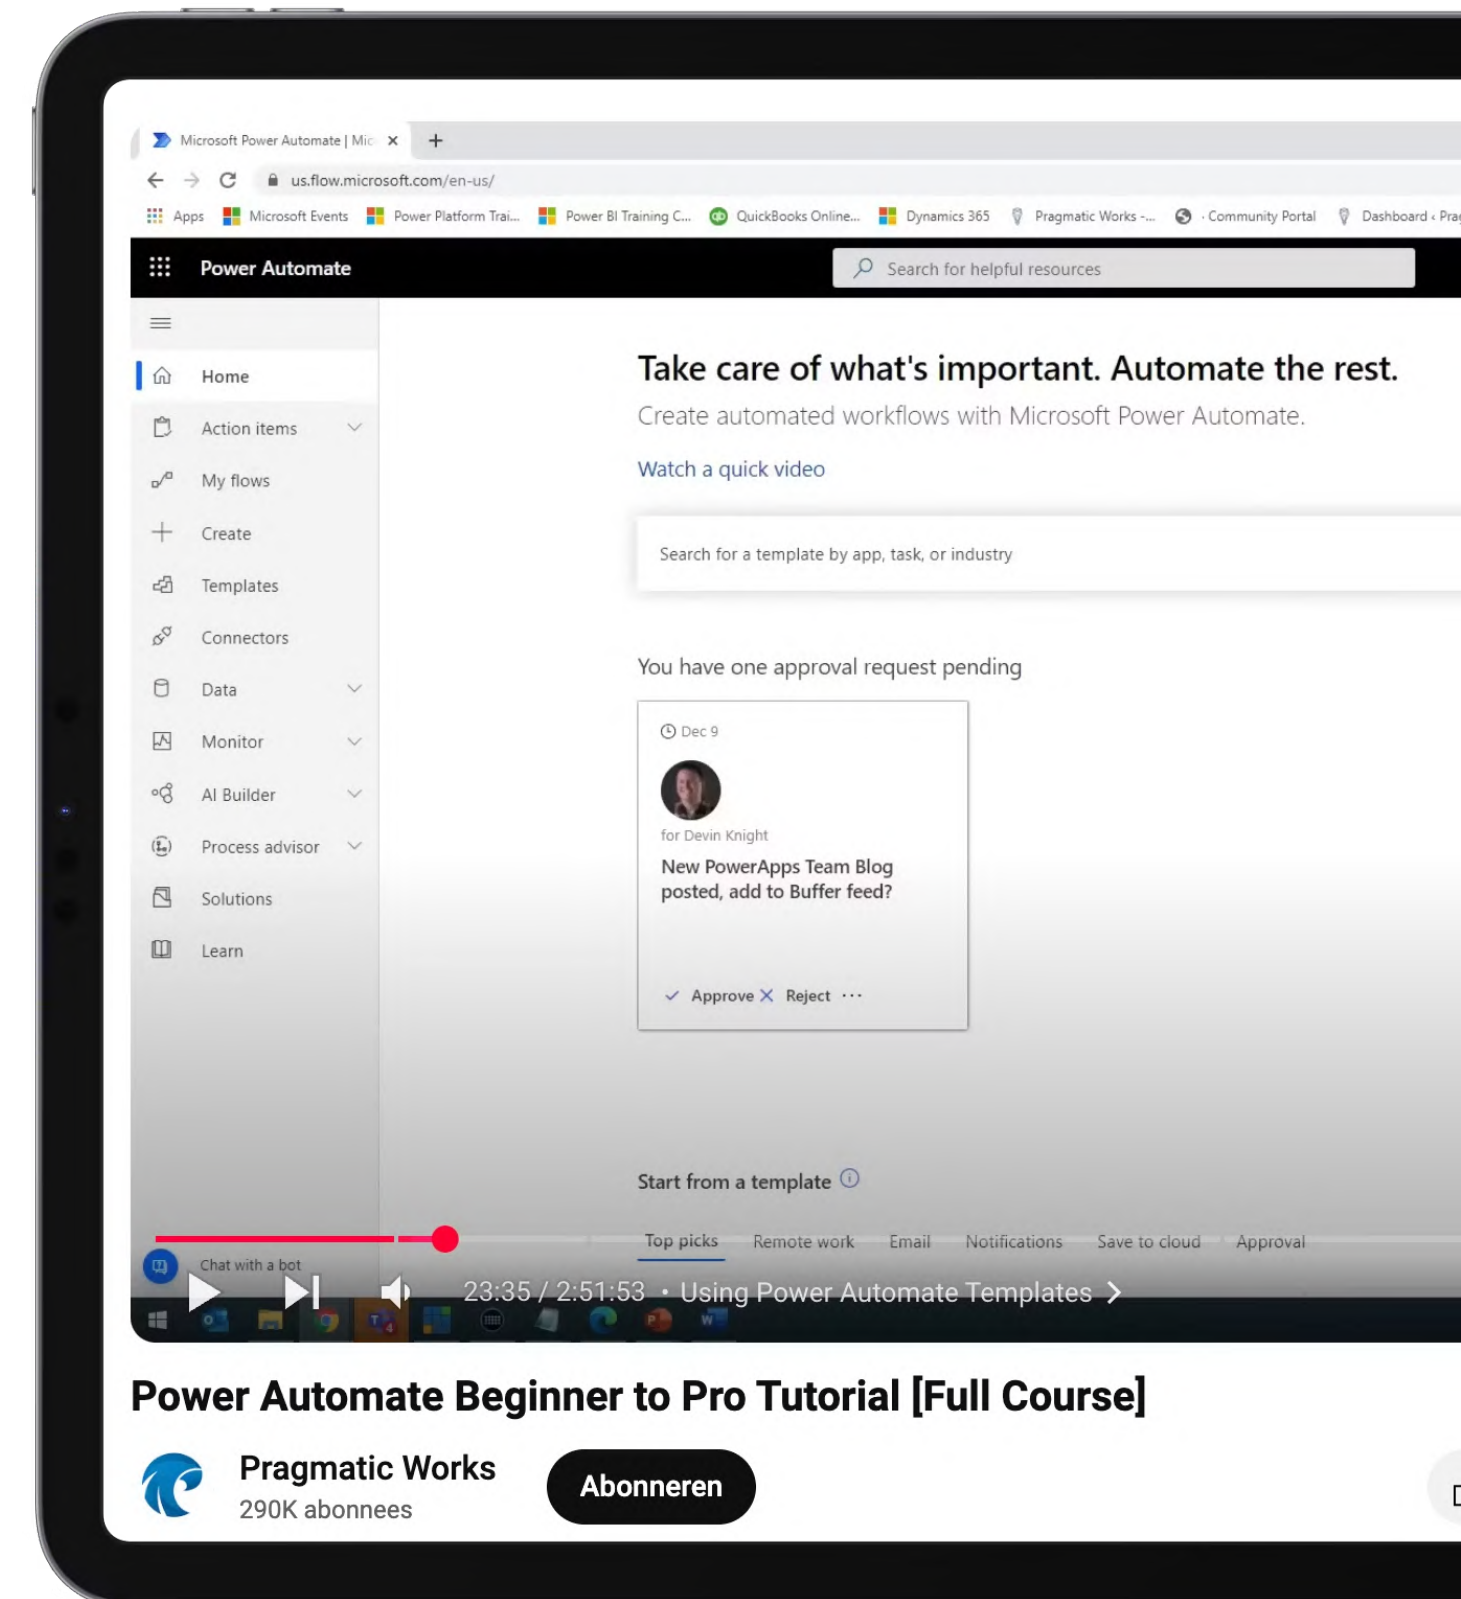 Microsoft Power Automate | Mic
us.flow.microsoft.com/en-us/
Apps Microsoft Events Power Platform Trai... Power BI Training C... QuickBooks Online... Dynamics 365 Pragmatic Works -... · Community Portal Dashboard ‹ Prag
Power Automate
Search for helpful resources
Home
Action items
My flows
Create
Templates
Connectors
Data
Monitor
AI Builder
Process advisor
Solutions
Learn
Chat with a bot
Take care of what's important. Automate the rest.
Create automated workflows with Microsoft Power Automate.
Watch a quick video
Search for a template by app, task, or industry
You have one approval request pending
Dec 9
for Devin Knight
New PowerApps Team Blog
posted, add to Buffer feed?
Approve Reject ...
Start from a template
Top picks Remote work Email Notifications Save to cloud Approval
23:35 / 2:51:53 • Using Power Automate Templates
Power Automate Beginner to Pro Tutorial [Full Course]
Pragmatic Works
290K abonnees
Abonneren